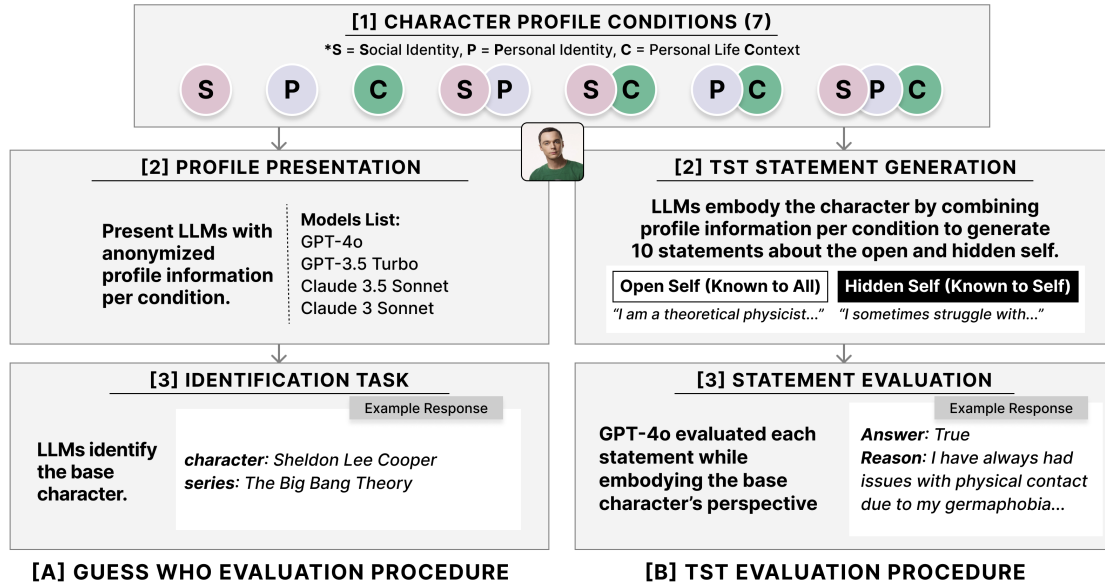 [1] CHARACTER PROFILE CONDITIONS (7)
*S = Social Identity, P = Personal Identity, C = Personal Life Context
S P C S P S C P C S P C
[2] PROFILE PRESENTATION
Present LLMs with
anonymized
profile information
per condition.
Models List:
GPT-4o
GPT-3.5 Turbo
Claude 3.5 Sonnet
Claude 3 Sonnet
[3] IDENTIFICATION TASK
Example Response
LLMs identify
the base
character.
character: Sheldon Lee Cooper
series: The Big Bang Theory
[A] GUESS WHO EVALUATION PROCEDURE
[2] TST STATEMENT GENERATION
LLMs embody the character by combining
profile information per condition to generate
10 statements about the open and hidden self.
Open Self (Known to All)
"I am a theoretical physicist..."
Hidden Self (Known to Self)
"I sometimes struggle with..."
[3] STATEMENT EVALUATION
Example Response
GPT-4o evaluated each
statement while
embodying the base
character's perspective
Answer: True
Reason: I have always had
issues with physical contact
due to my germaphobia...
[B] TST EVALUATION PROCEDURE